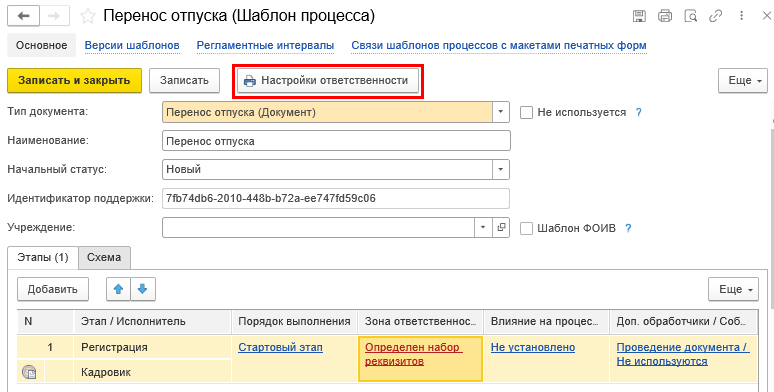 Перенос отпуска (Шаблон процесса)
Основное Версии шаблонов Регламентные интервалы Связи шаблонов процессов с макетами печатных форм
Записать и закрыть Записать Настройки ответственности Еще
Тип документа: Перенос отпуска (Документ) Не используется ?
Наименование: Перенос отпуска
Начальный статус: Новый
Идентификатор поддержки: 7fb74db6-2010-448b-b72a-ee747fd59c06
Учреждение: Шаблон ФОИВ ?
Этапы (1) Схема
Добавить Еще
N Этап / Исполнитель Порядок выполнения Зона ответственнос... Влияние на процес... Доп. обработчики / Соб...
1 Регистрация Стартовый этап Определен набор Не установлено Проведение документа /
реквизитов Не используются
Кадровик